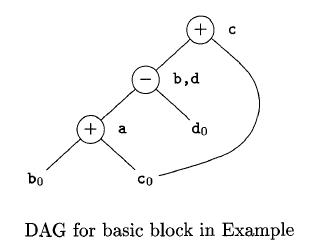 + c
− b,d
+ a d₀
b₀ c₀
DAG for basic block in Example